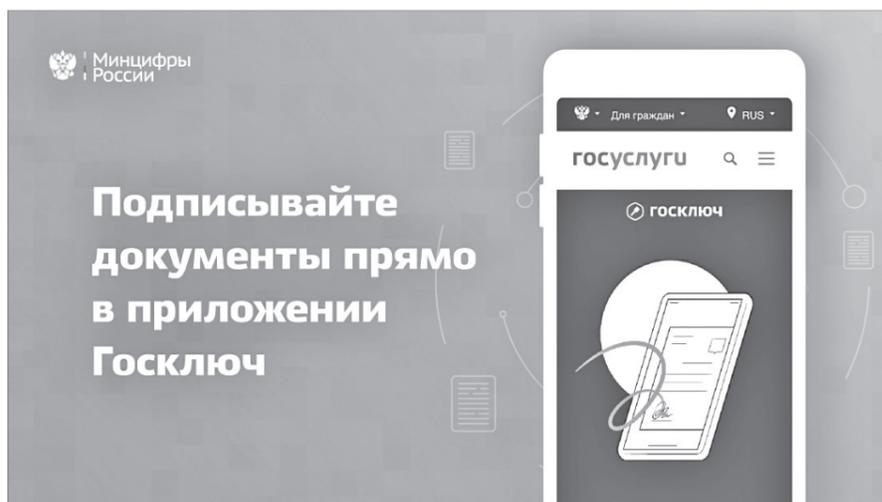 Минцифры
России
Подписывайте
документы прямо
в приложении
Госключ
Для граждан
RUS
госуслуги
госключ